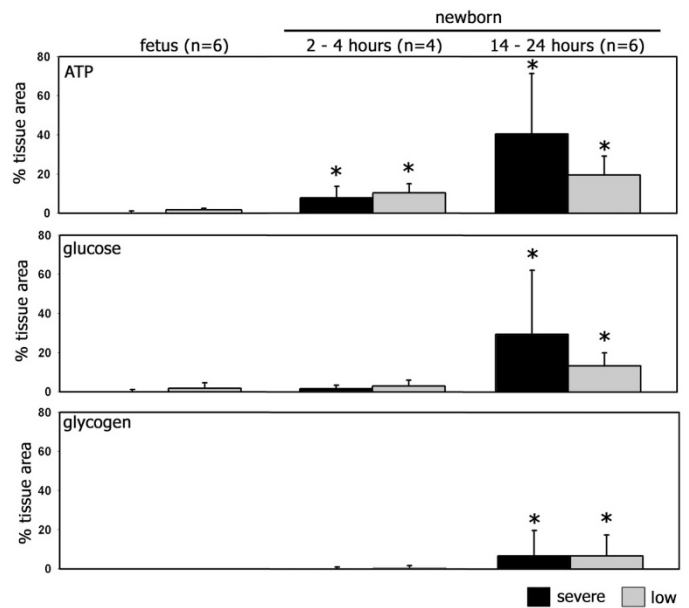 newborn
fetus (n=6) 2 - 4 hours (n=4) 14 - 24 hours (n=6)
80
ATP
*
60
% tissue area
40
* * *
20
0
80
glucose
*
60
% tissue area
40
*
20
0
80
glycogen
60
% tissue area
40
* *
20
0
severe low